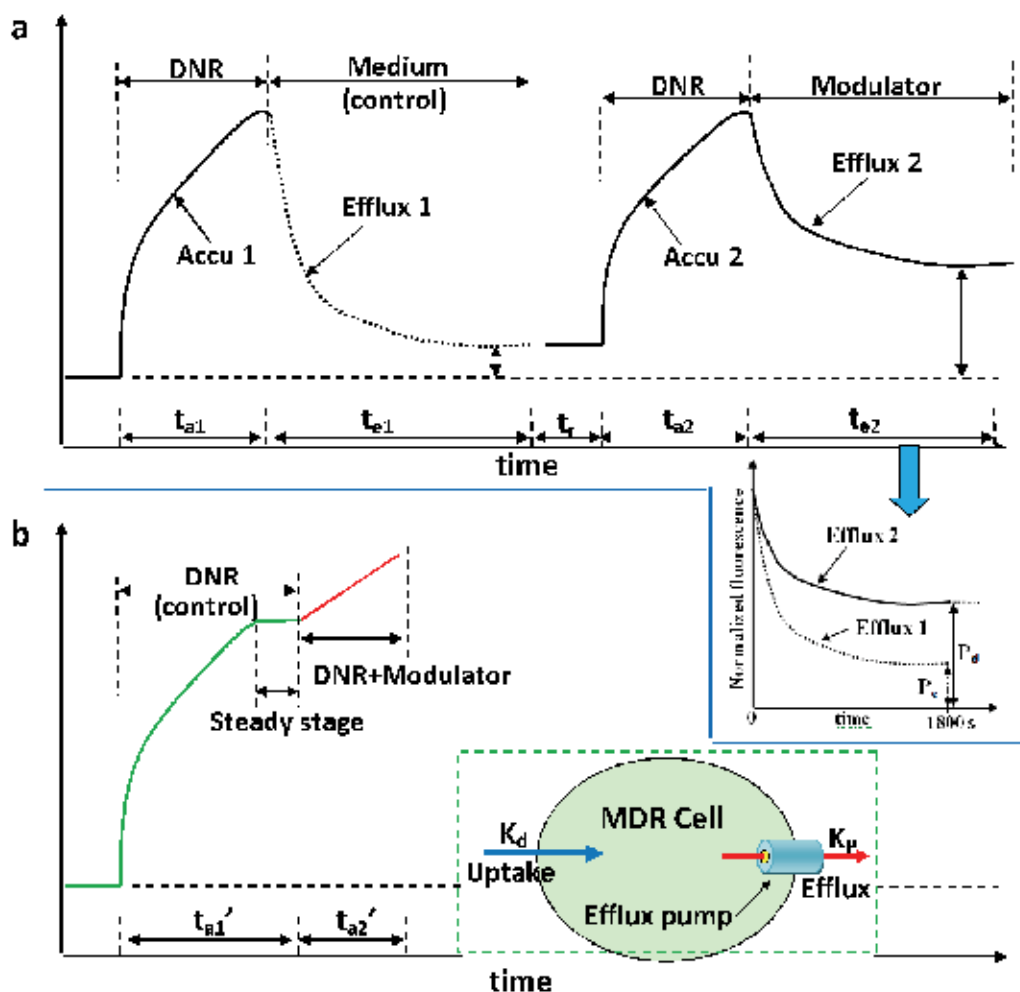 a
DNR
Medium
(control)
DNR
Modulator
Efflux 1
Accu 1
Efflux 2
Accu 2
ta1
te1
tr
ta2
te2
time
Normalized fluorescence
Efflux 2
Efflux 1
Pd
Pc
0
time
1800 s
b
DNR
(control)
DNR+Modulator
Steady stage
MDR Cell
Kd
Uptake
Kp
Efflux
Efflux pump
ta1'
ta2'
time